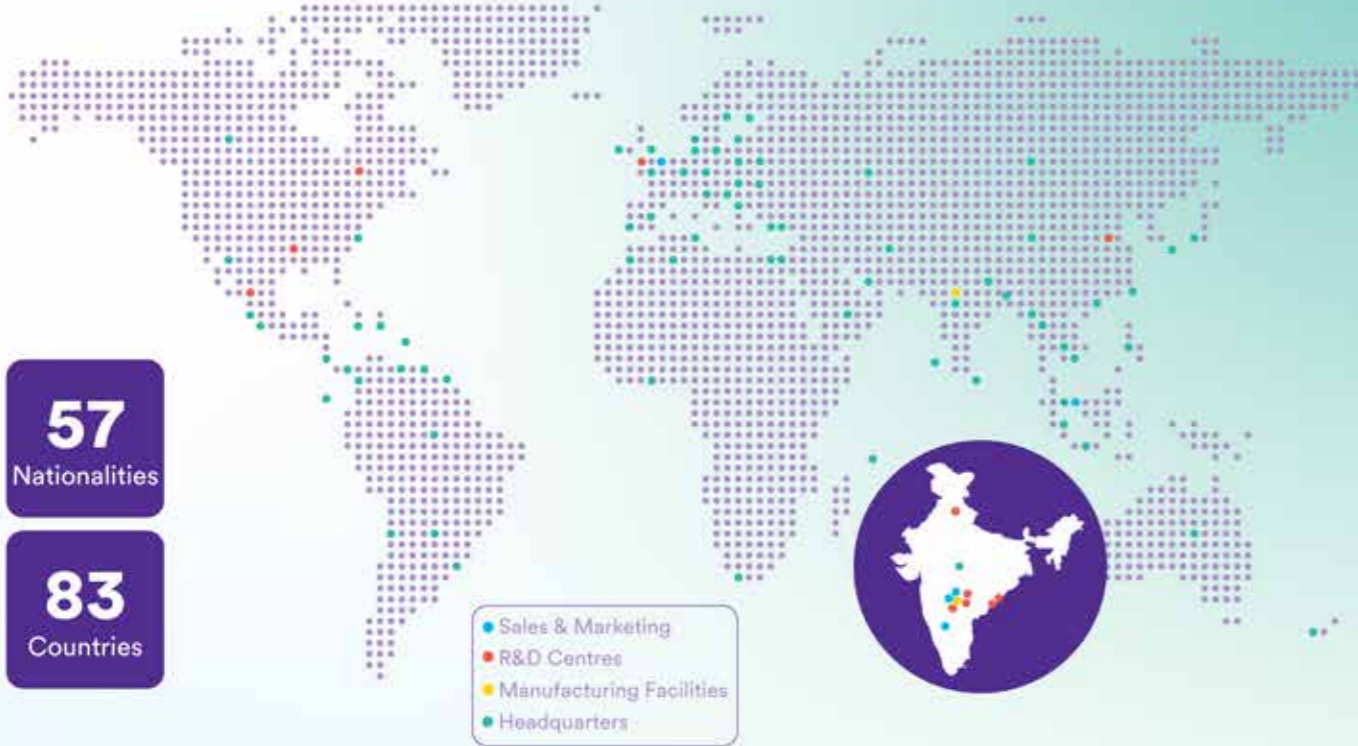 57
Nationalities
83
Countries
Sales & Marketing
R&D Centres
Manufacturing Facilities
Headquarters